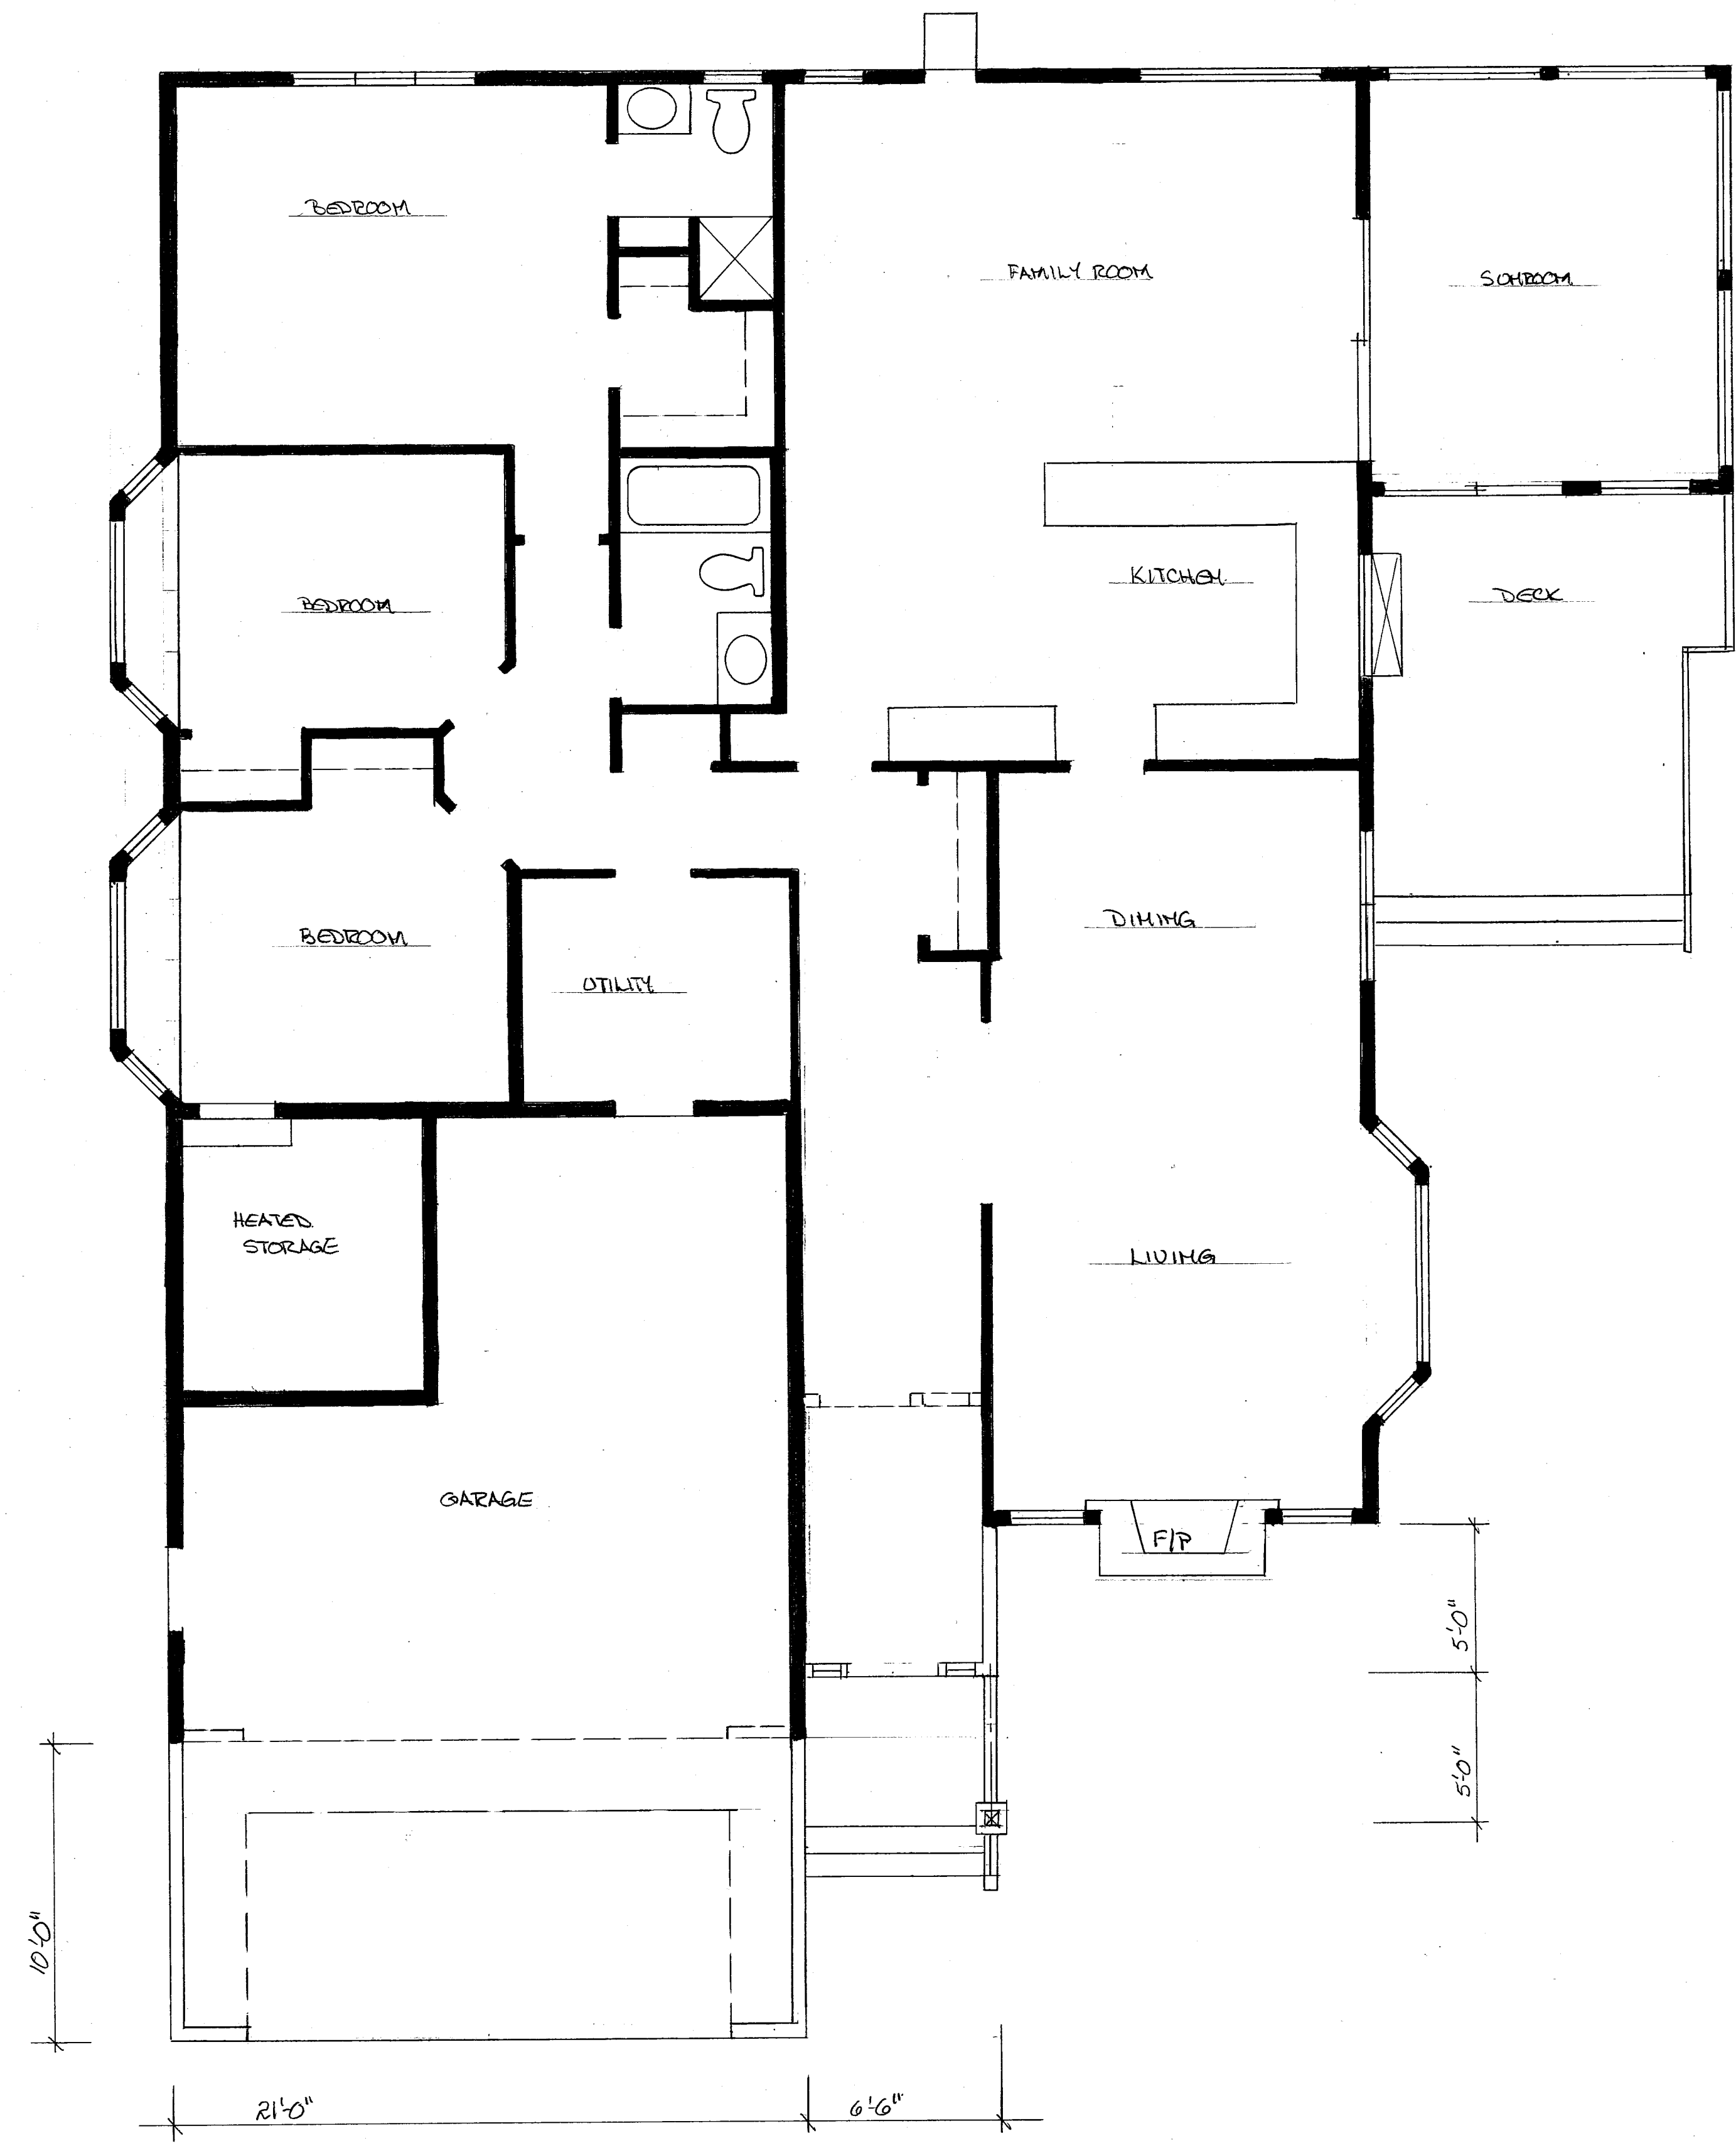 BEDROOM
FAMILY ROOM
SUNROOM
KITCHEN
DECK
BEDROOM
DINING
BEDROOM
UTILITY
HEATED
STORAGE
LIVING
GARAGE
F/P
5'-0"
5'-0"
10'-0"
21'-0"
6'-6"